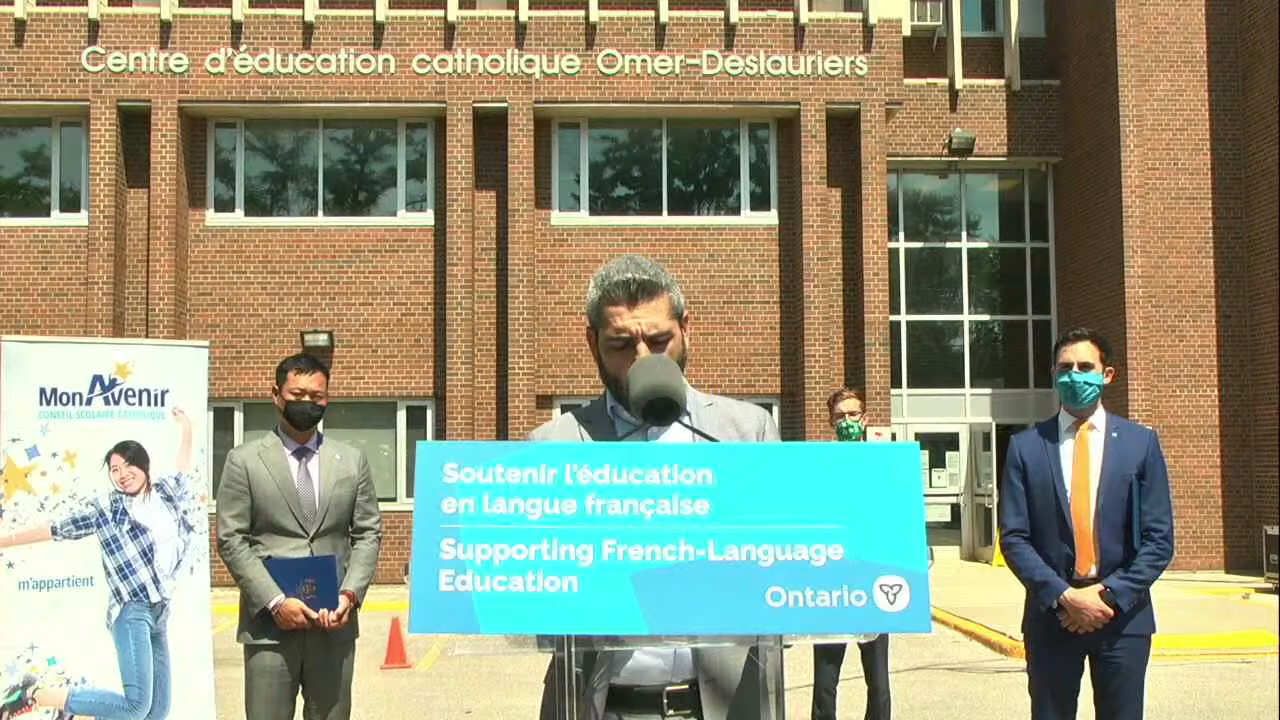 Centre d'éducation catholique Omer-Deslauriers
MonAvenir
CONSEIL SCOLAIRE CATHOLIQUE
m'appartient
Soutenir l'éducation
en langue française
Supporting French-Language
Education
Ontario